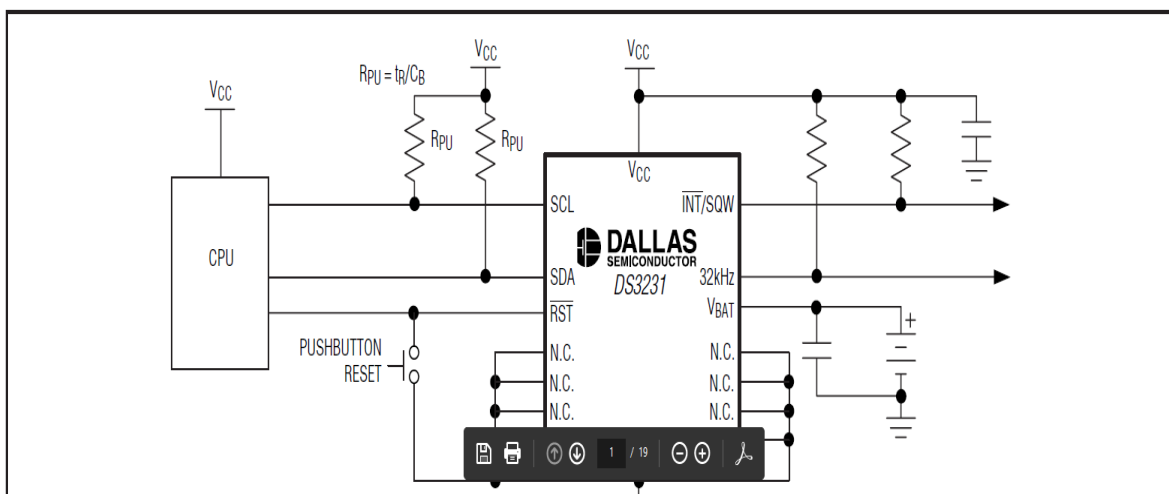 VCC
RPU = tR/CB
VCC
VCC
RPU
RPU
VCC
CPU
SCL
INT/SQW
DALLAS
SEMICONDUCTOR
DS3231
SDA
32kHz
RST
VBAT
+
PUSHBUTTON
RESET
N.C.
N.C.
N.C.
N.C.
N.C.
N.C.
1 / 19